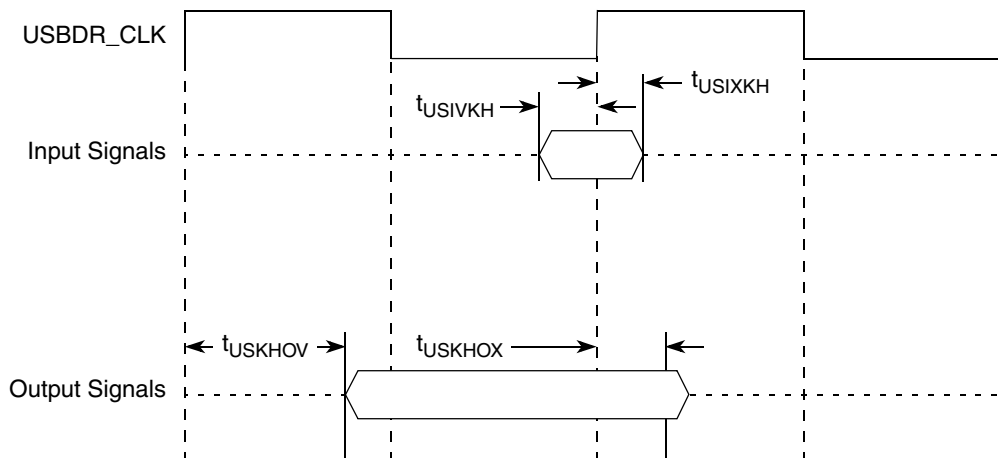 USBDR_CLK
tUSIVKH
tUSIXKH
Input Signals
tUSKHOV
tUSKHOX
Output Signals